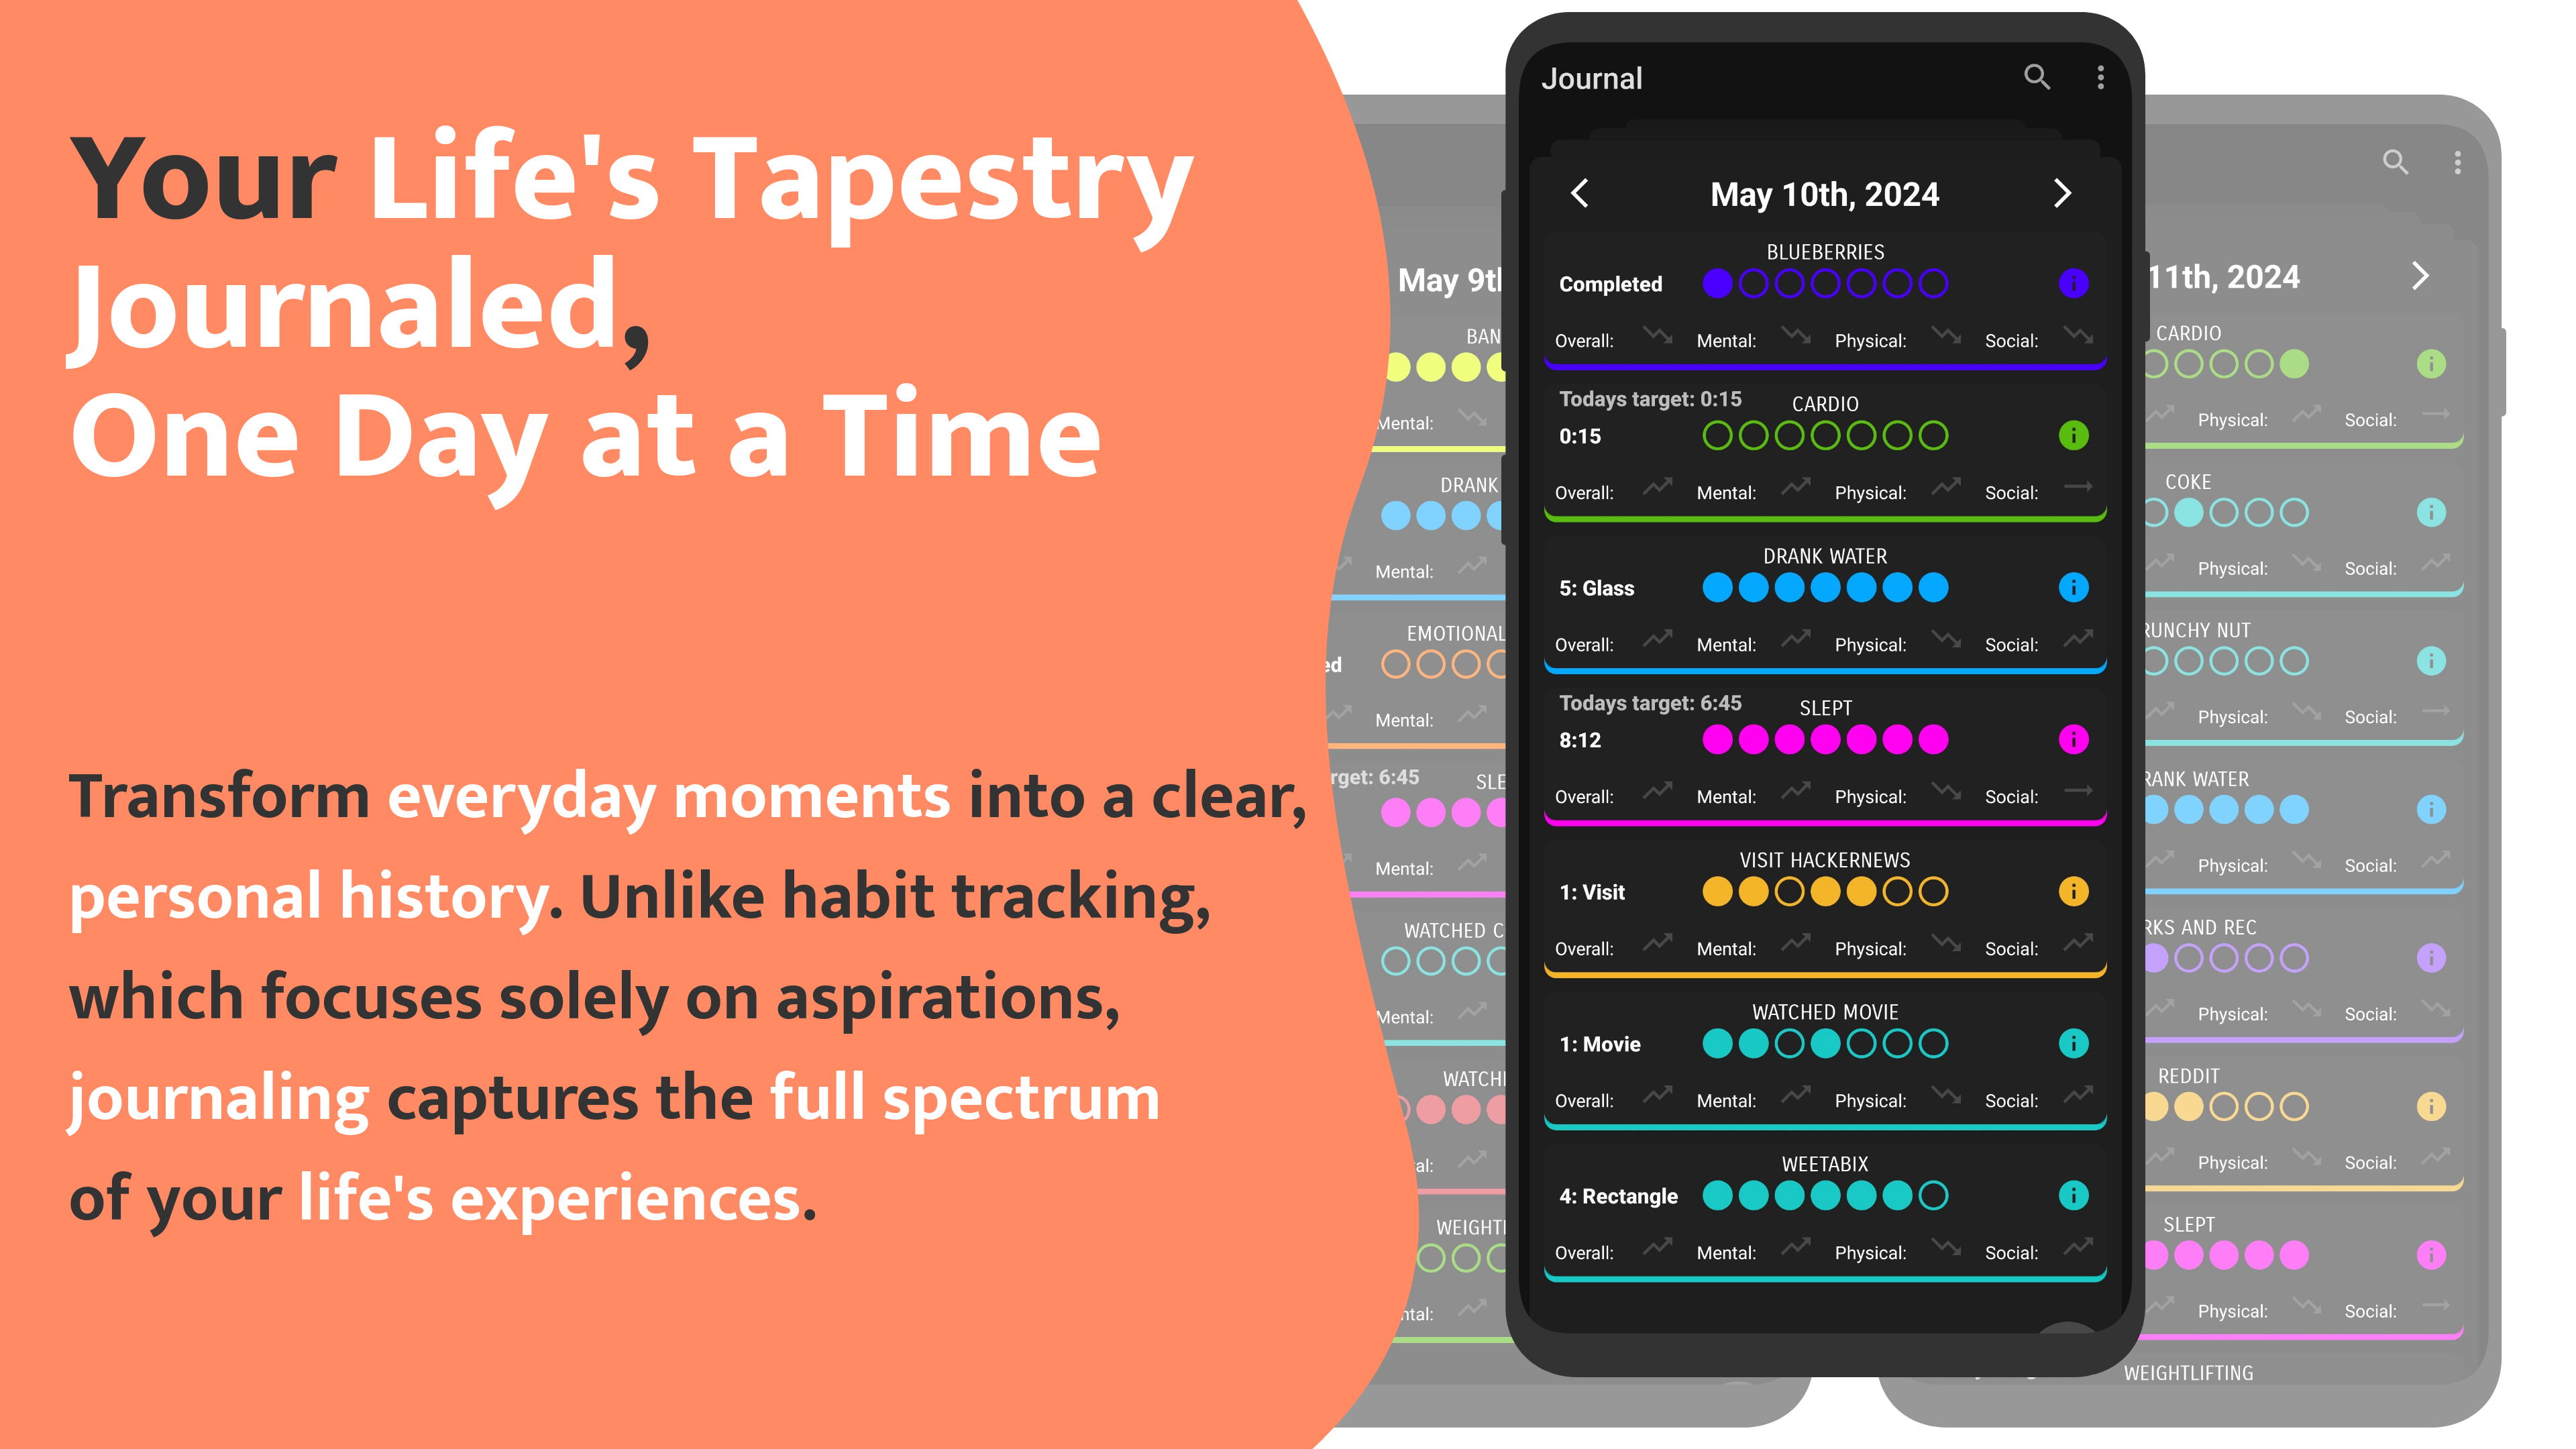 Your Life's Tapestry
Journaled,
One Day at a Time
Transform everyday moments into a clear,
personal history. Unlike habit tracking,
which focuses solely on aspirations,
journaling captures the full spectrum
of your life's experiences.
May 9th
BAN
Mental:
DRANK
Mental:
EMOTIONAL
ed
Mental:
rget: 6:45
SLE
Mental:
WATCHED C
Mental:
WATCH
al:
WEIGHT
ntal:
Journal
May 10th, 2024
BLUEBERRIES
Completed
Overall: Mental: Physical: Social:
Todays target: 0:15
CARDIO
0:15
Overall: Mental: Physical: Social:
DRANK WATER
5: Glass
Overall: Mental: Physical: Social:
Todays target: 6:45
SLEPT
8:12
Overall: Mental: Physical: Social:
VISIT HACKERNEWS
1: Visit
Overall: Mental: Physical: Social:
WATCHED MOVIE
1: Movie
Overall: Mental: Physical: Social:
WEETABIX
4: Rectangle
Overall: Mental: Physical: Social:
11th, 2024
CARDIO
Physical: Social:
COKE
Physical: Social:
RUNCHY NUT
Physical: Social:
RANK WATER
Physical: Social:
RKS AND REC
Physical: Social:
REDDIT
Physical: Social:
SLEPT
Physical: Social:
WEIGHTLIFTING